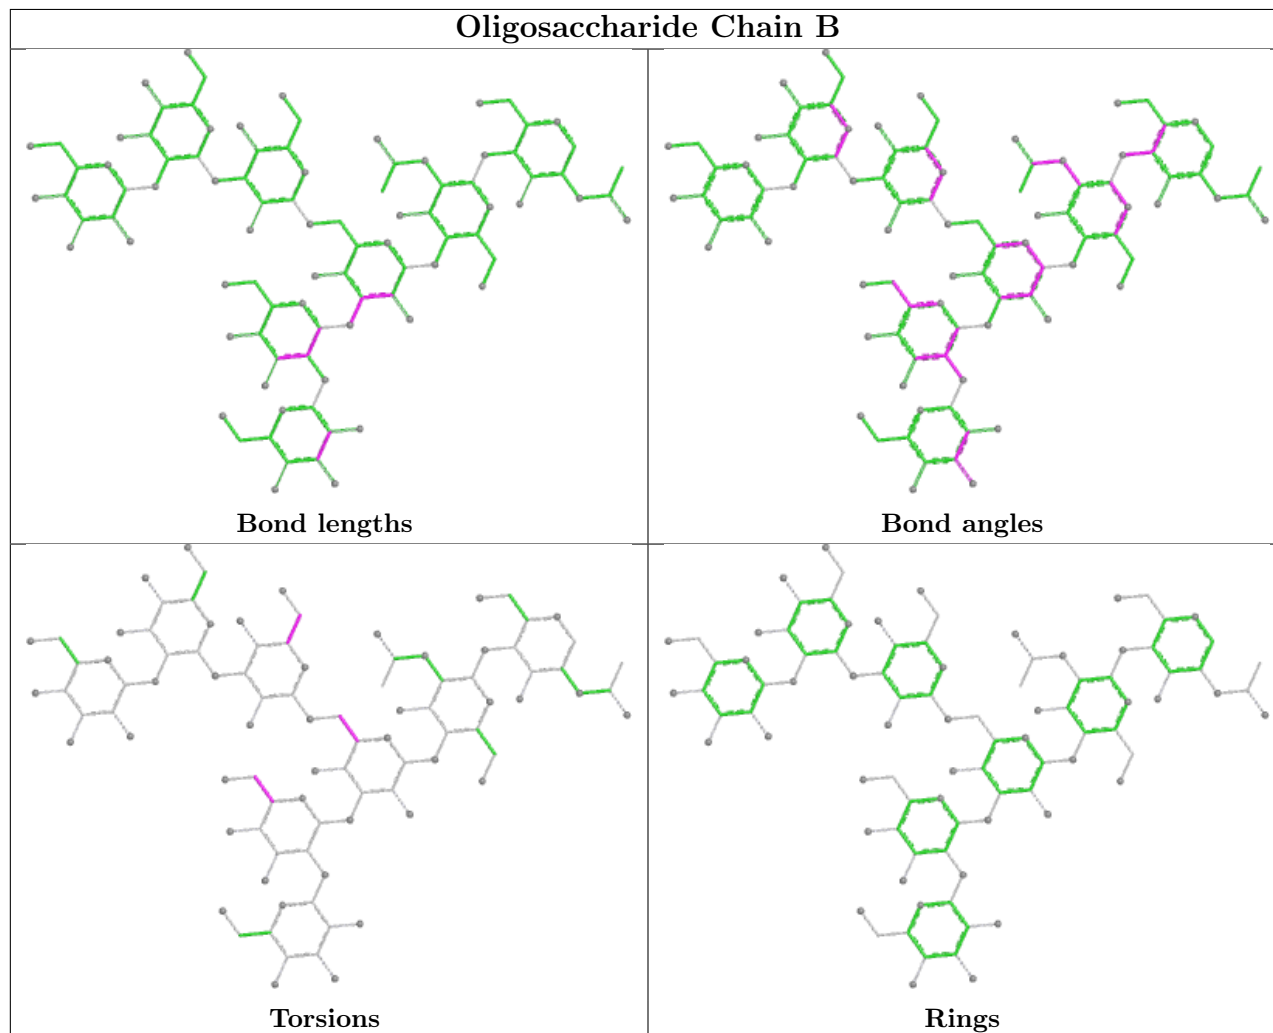 Oligosaccharide Chain B
Bond lengths
Bond angles
Torsions
Rings